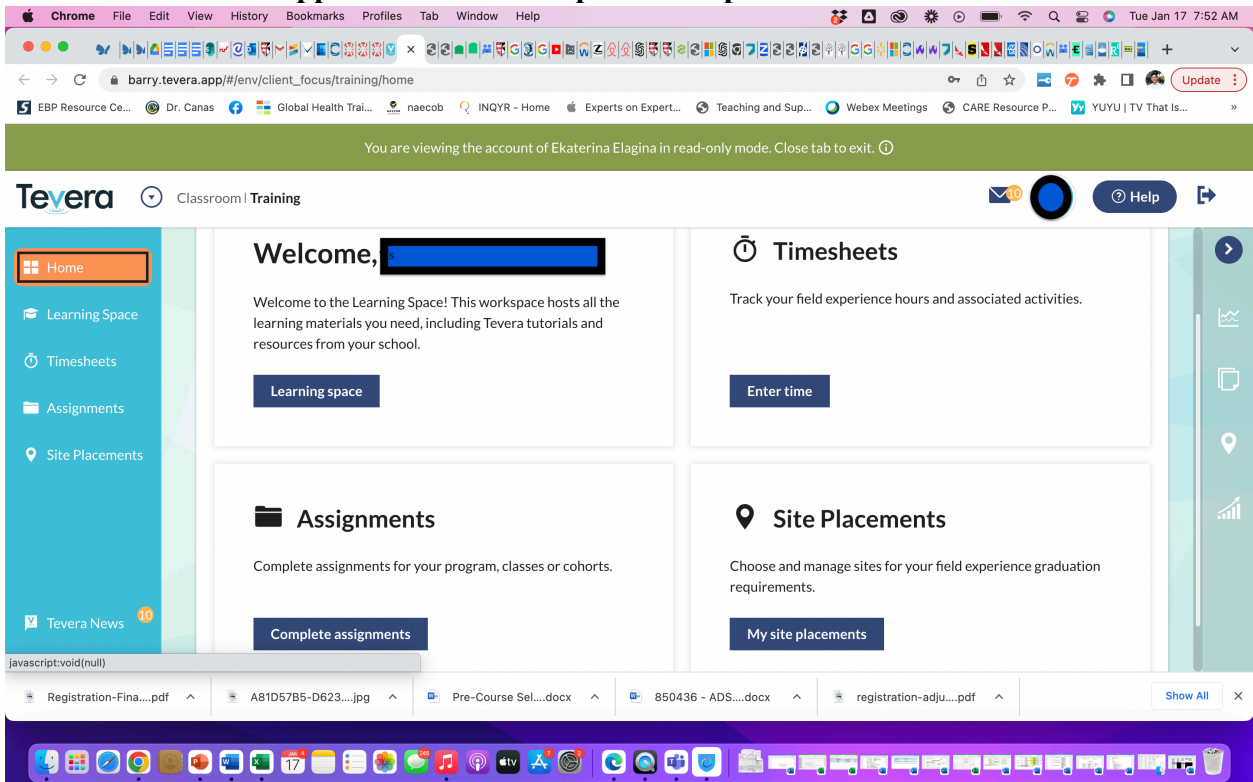 Chrome File Edit View History Bookmarks Profiles Tab Window Help Tue Jan 17 7:52 AM
barry.tevera.app/#/env/client_focus/training/home Update
EBP Resource Ce... Dr. Canas Global Health Trai... naecob INQYR - Home Experts on Expert... Teaching and Sup... Webex Meetings CARE Resource P... YUYU | TV That Is... »
You are viewing the account of Ekaterina Elagina in read-only mode. Close tab to exit.
Tevera Classroom | Training 10 Help
Home
Learning Space
Timesheets
Assignments
Site Placements
Tevera News 10
Welcome, s
Welcome to the Learning Space! This workspace hosts all the
learning materials you need, including Tevera tutorials and
resources from your school.
Learning space
Timesheets
Track your field experience hours and associated activities.
Enter time
Assignments
Complete assignments for your program, classes or cohorts.
Complete assignments
Site Placements
Choose and manage sites for your field experience graduation
requirements.
My site placements
javascript:void(null)
Registration-Fina....pdf A81D57B5-D623....jpg Pre-Course Sel....docx 850436 - ADS....docx registration-adju....pdf Show All